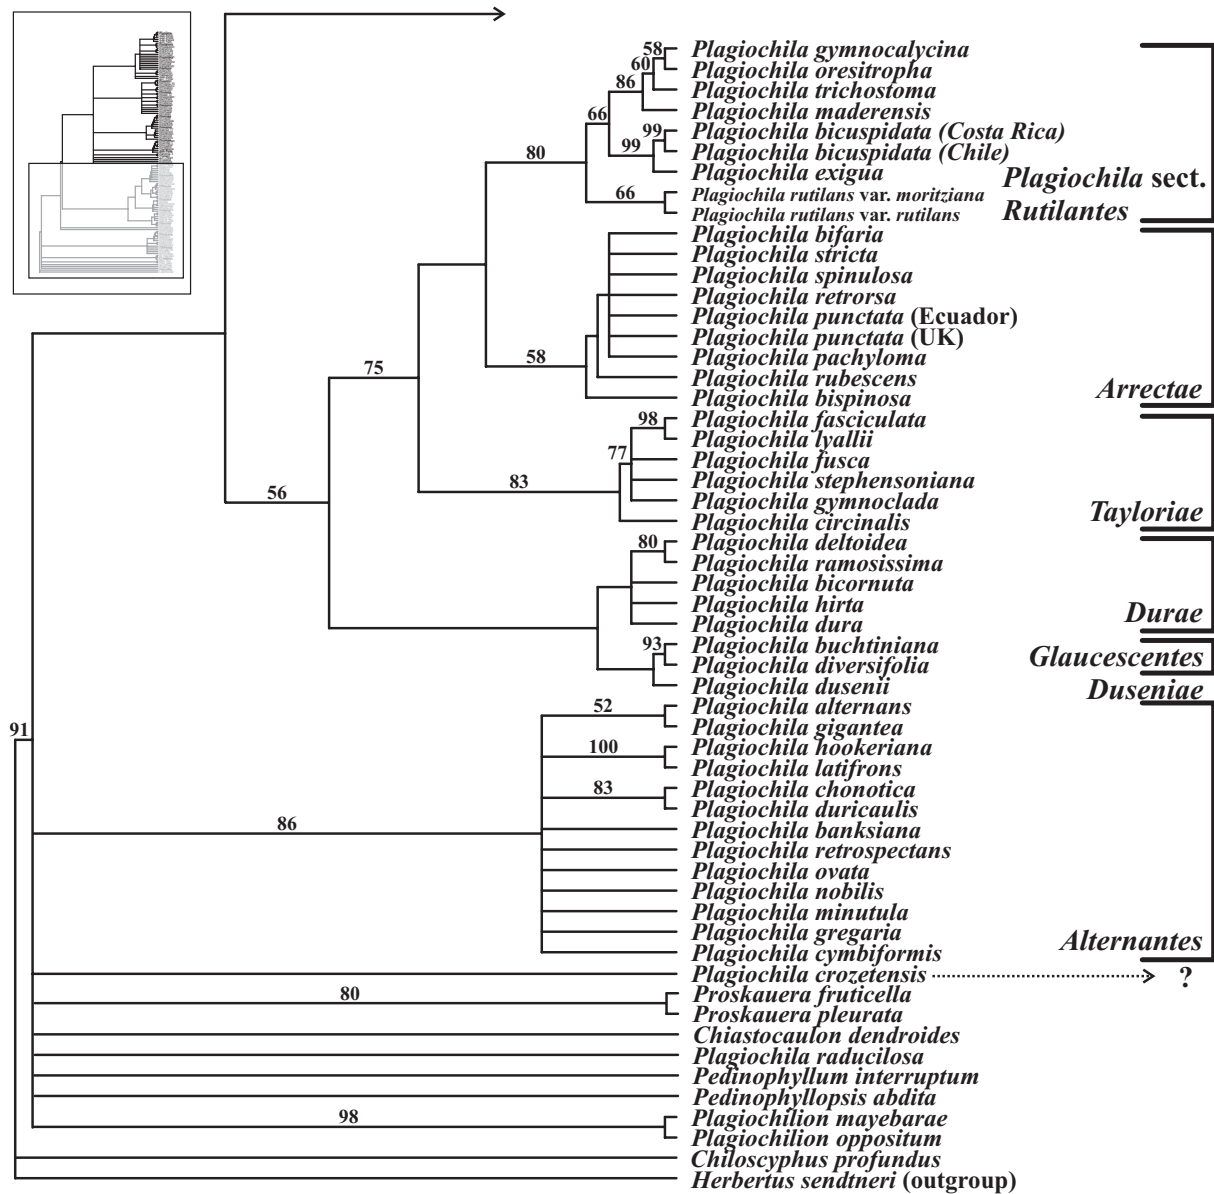 58 Plagiochila gymnocalycina
60 Plagiochila oresitropha
86 Plagiochila trichostoma
66 Plagiochila maderensis
99 Plagiochila bicuspidata (Costa Rica)
80 99 Plagiochila bicuspidata (Chile)
Plagiochila exigua
Plagiochila sect.
66 Plagiochila rutilans var. moritziana
Plagiochila rutilans var. rutilans
Rutilantes
Plagiochila bifaria
Plagiochila stricta
Plagiochila spinulosa
Plagiochila retrorsa
Plagiochila punctata (Ecuador)
Plagiochila punctata (UK)
58 Plagiochila pachyloma
75 Plagiochila rubescens
Arrectae
Plagiochila bispinosa
98 Plagiochila fasciculata
Plagiochila lyallii
77 Plagiochila fusca
83 Plagiochila stephensoniana
56 Plagiochila gymnoclada
Tayloriae
Plagiochila circinalis
80 Plagiochila deltoidea
Plagiochila ramosissima
Plagiochila bicornuta
Plagiochila hirta
Durae
Plagiochila dura
93 Plagiochila buchtiniana
Glaucescentes
Plagiochila diversifolia
Plagiochila dusenii
Duseniae
52 Plagiochila alternans
91 Plagiochila gigantea
100 Plagiochila hookeriana
Plagiochila latifrons
83 Plagiochila chonotica
Plagiochila duricaulis
86 Plagiochila banksiana
Plagiochila retrospectans
Plagiochila ovata
Plagiochila nobilis
Plagiochila minutula
Plagiochila gregaria
Alternantes
Plagiochila cymbiformis
Plagiochila crozetensis ?
80 Proskauera fruticella
Proskauera pleurata
Chiastocaulon dendroides
Plagiochila raducilosa
Pedinophyllum interruptum
Pedinophyllopsis abdita
98 Plagiochilion mayebarae
Plagiochilion oppositum
Chiloscyphus profundus
Herbertus sendtneri (outgroup)